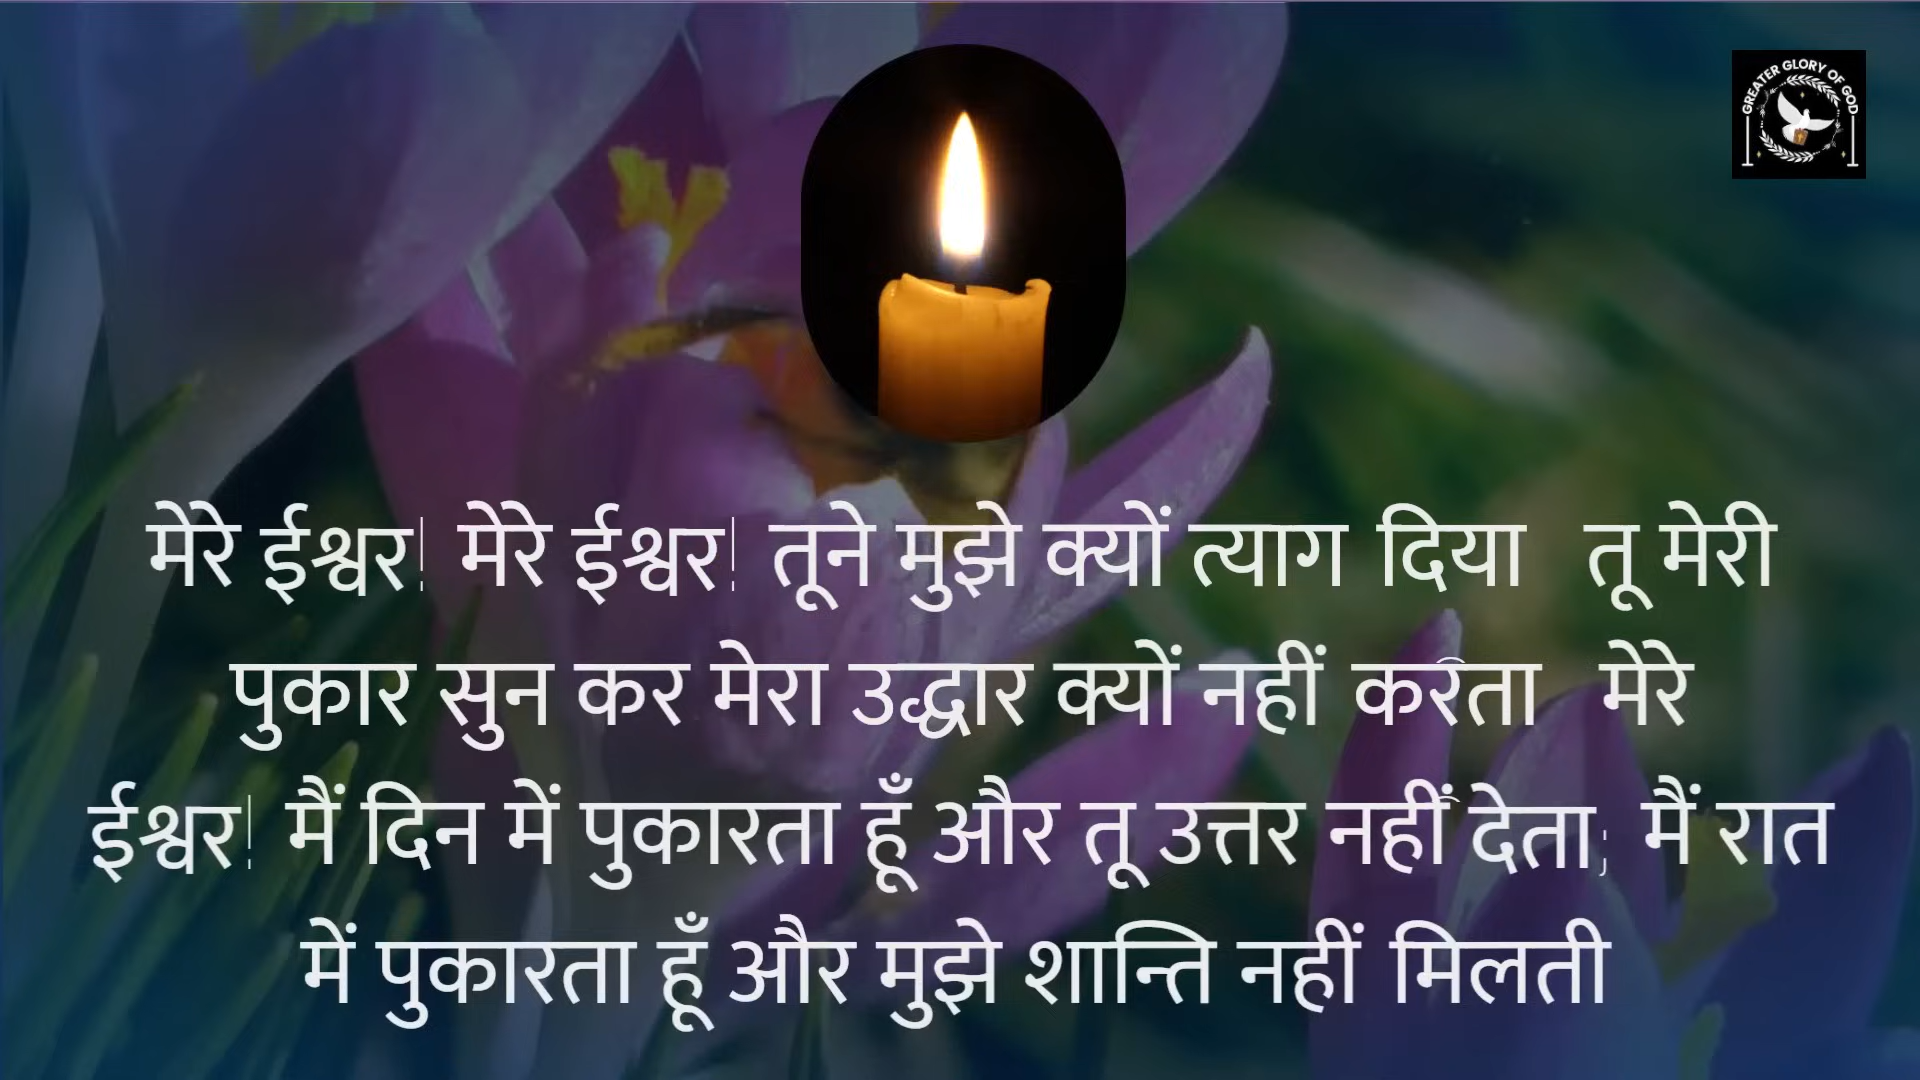 GREATER GLORY OF GOD
मेरे ईश्वर! मेरे ईश्वर! तूने मुझे क्यों त्याग दिया तू मेरी
पुकार सुन कर मेरा उद्धार क्यों नहीं करता मेरे
ईश्वर! मैं दिन में पुकारता हूँ और तू उत्तर नहीं देता; मैं रात
में पुकारता हूँ और मुझे शान्ति नहीं मिलती